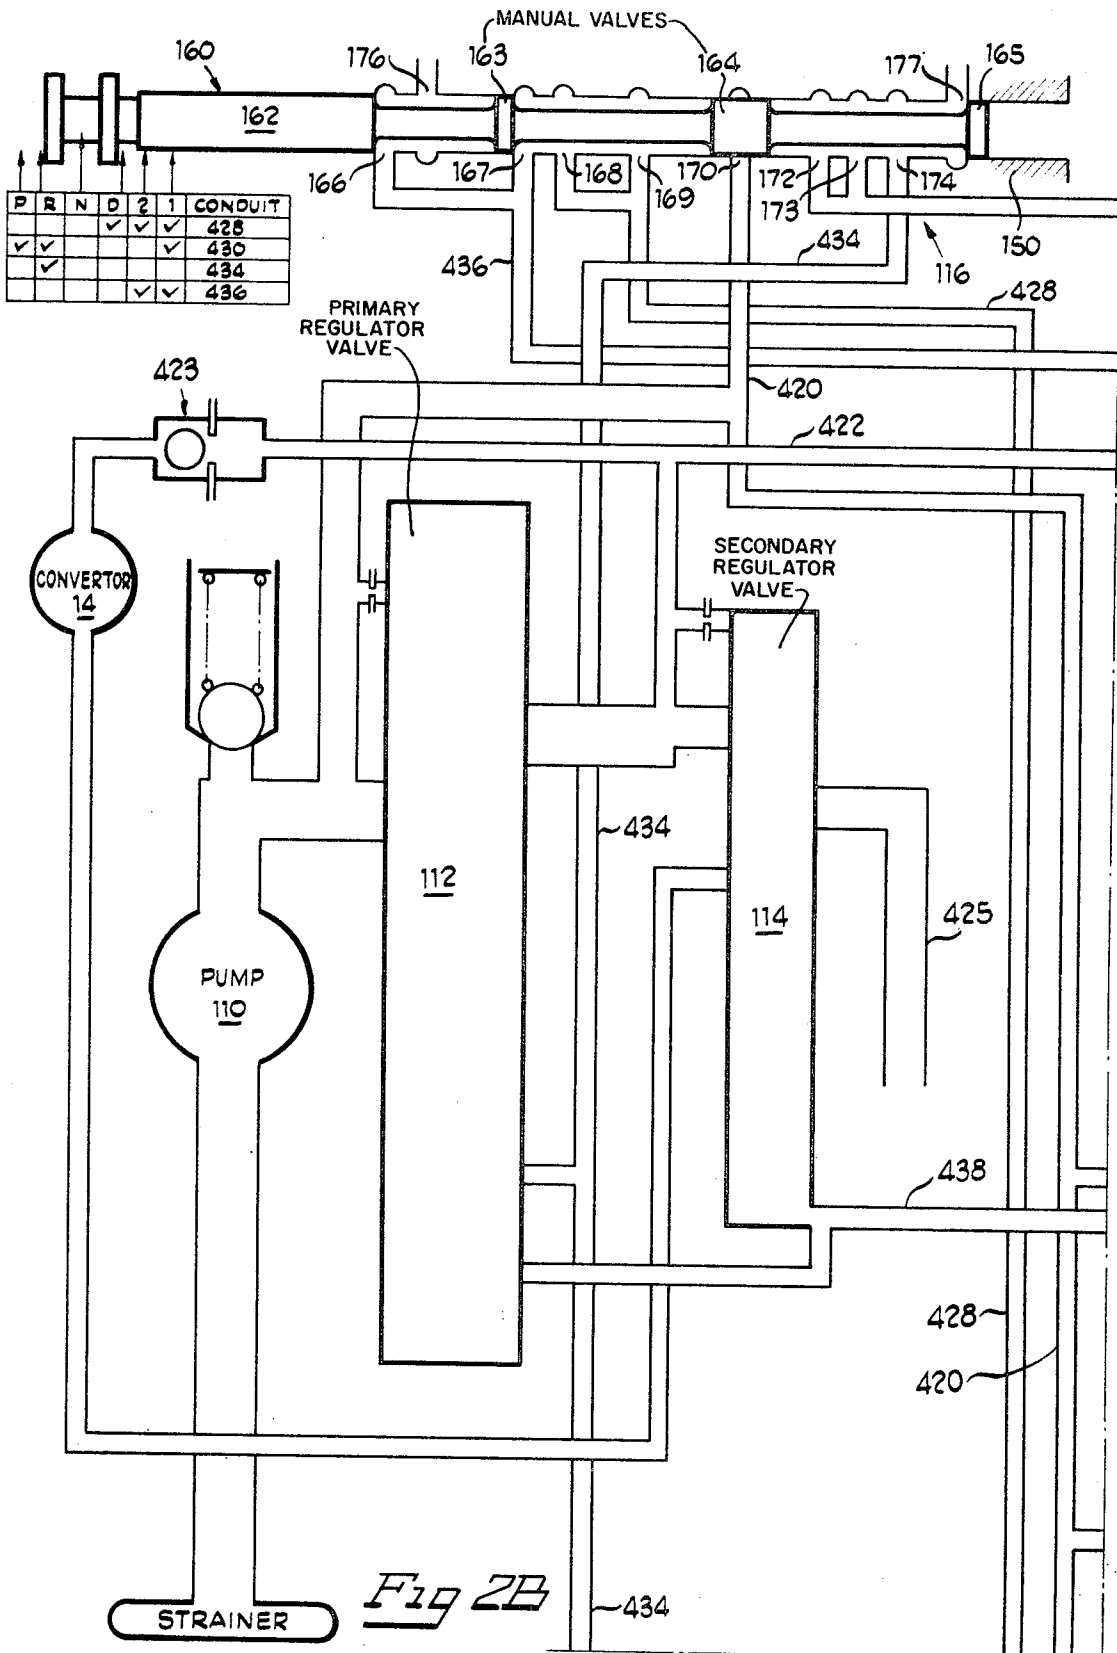 MANUAL VALVES
160
176
163
164
177
165
162
166
167
168
169
170
172
173
174
150
116
P R N D 2 1 CONDUIT
✓ ✓ ✓ 428
✓ ✓ ✓ 430
✓ 434
✓ ✓ 436
436
434
428
PRIMARY
REGULATOR
VALVE
423
420
422
CONVERTOR
14
SECONDARY
REGULATOR
VALVE
434
112
114
425
PUMP
110
438
428
420
Fig 2B
STRAINER
434